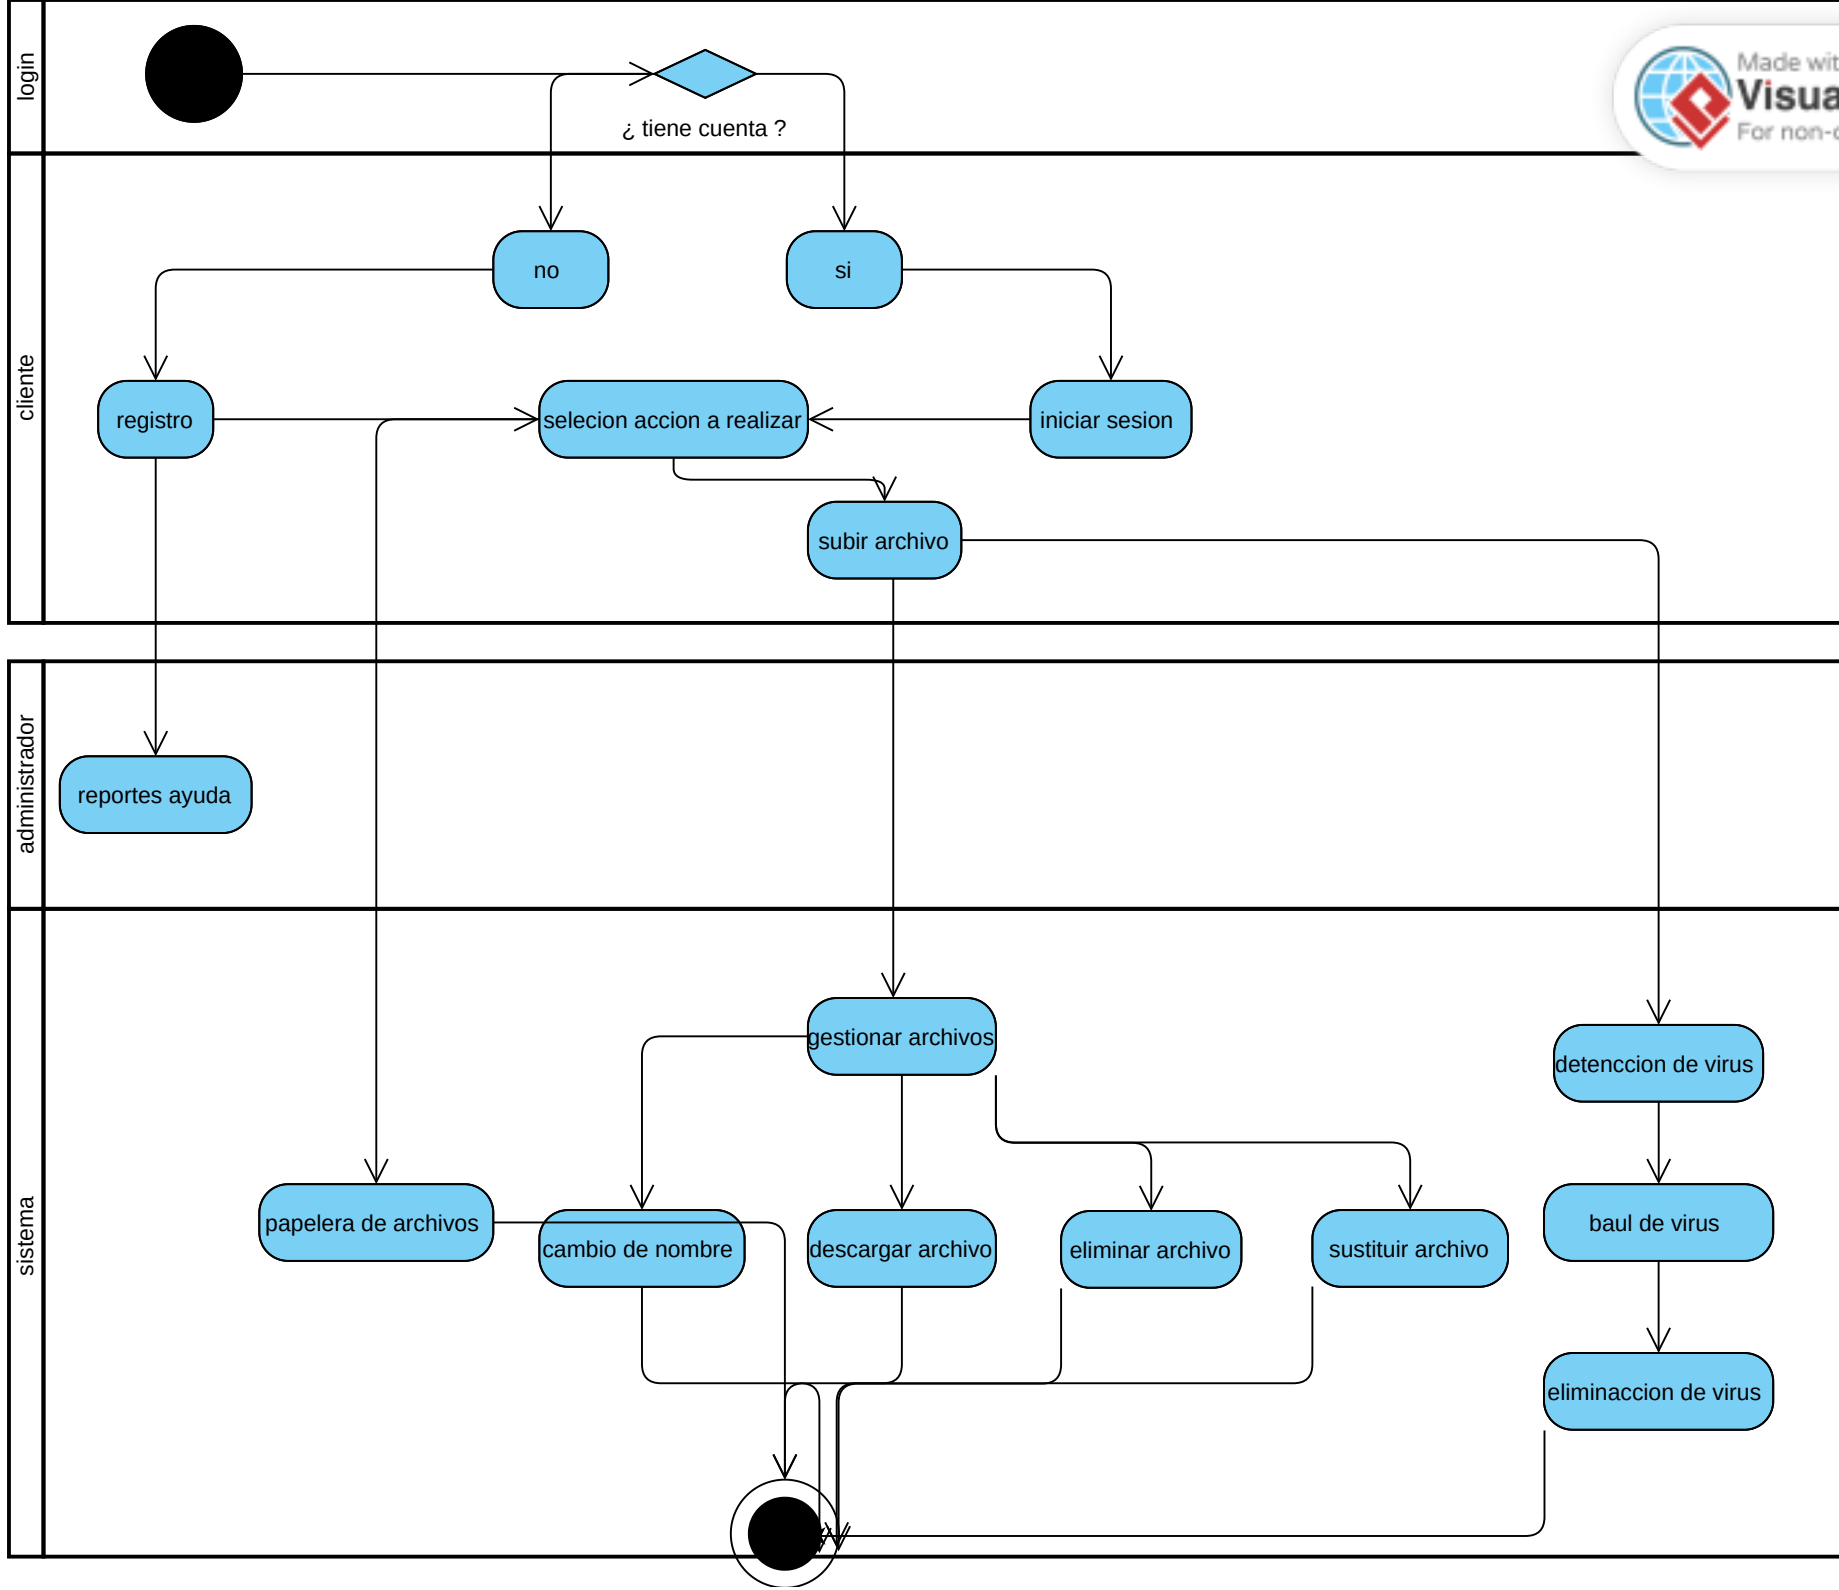 login
Made wit
Visua
For non-
¿ tiene cuenta ?
cliente
no
si
registro
selecion accion a realizar
iniciar sesion
subir archivo
administrador
reportes ayuda
sistema
gestionar archivos
detenccion de virus
papelera de archivos
cambio de nombre
descargar archivo
eliminar archivo
sustituir archivo
baul de virus
eliminaccion de virus